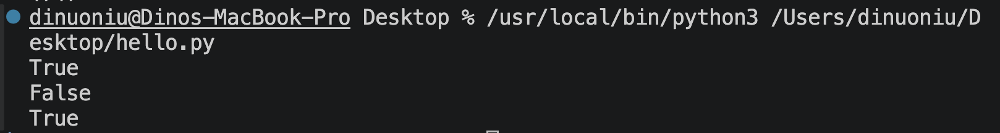 dinuoniu@Dinos-MacBook-Pro Desktop % /usr/local/bin/python3 /Users/dinuoniu/D
esktop/hello.py
True
False
True